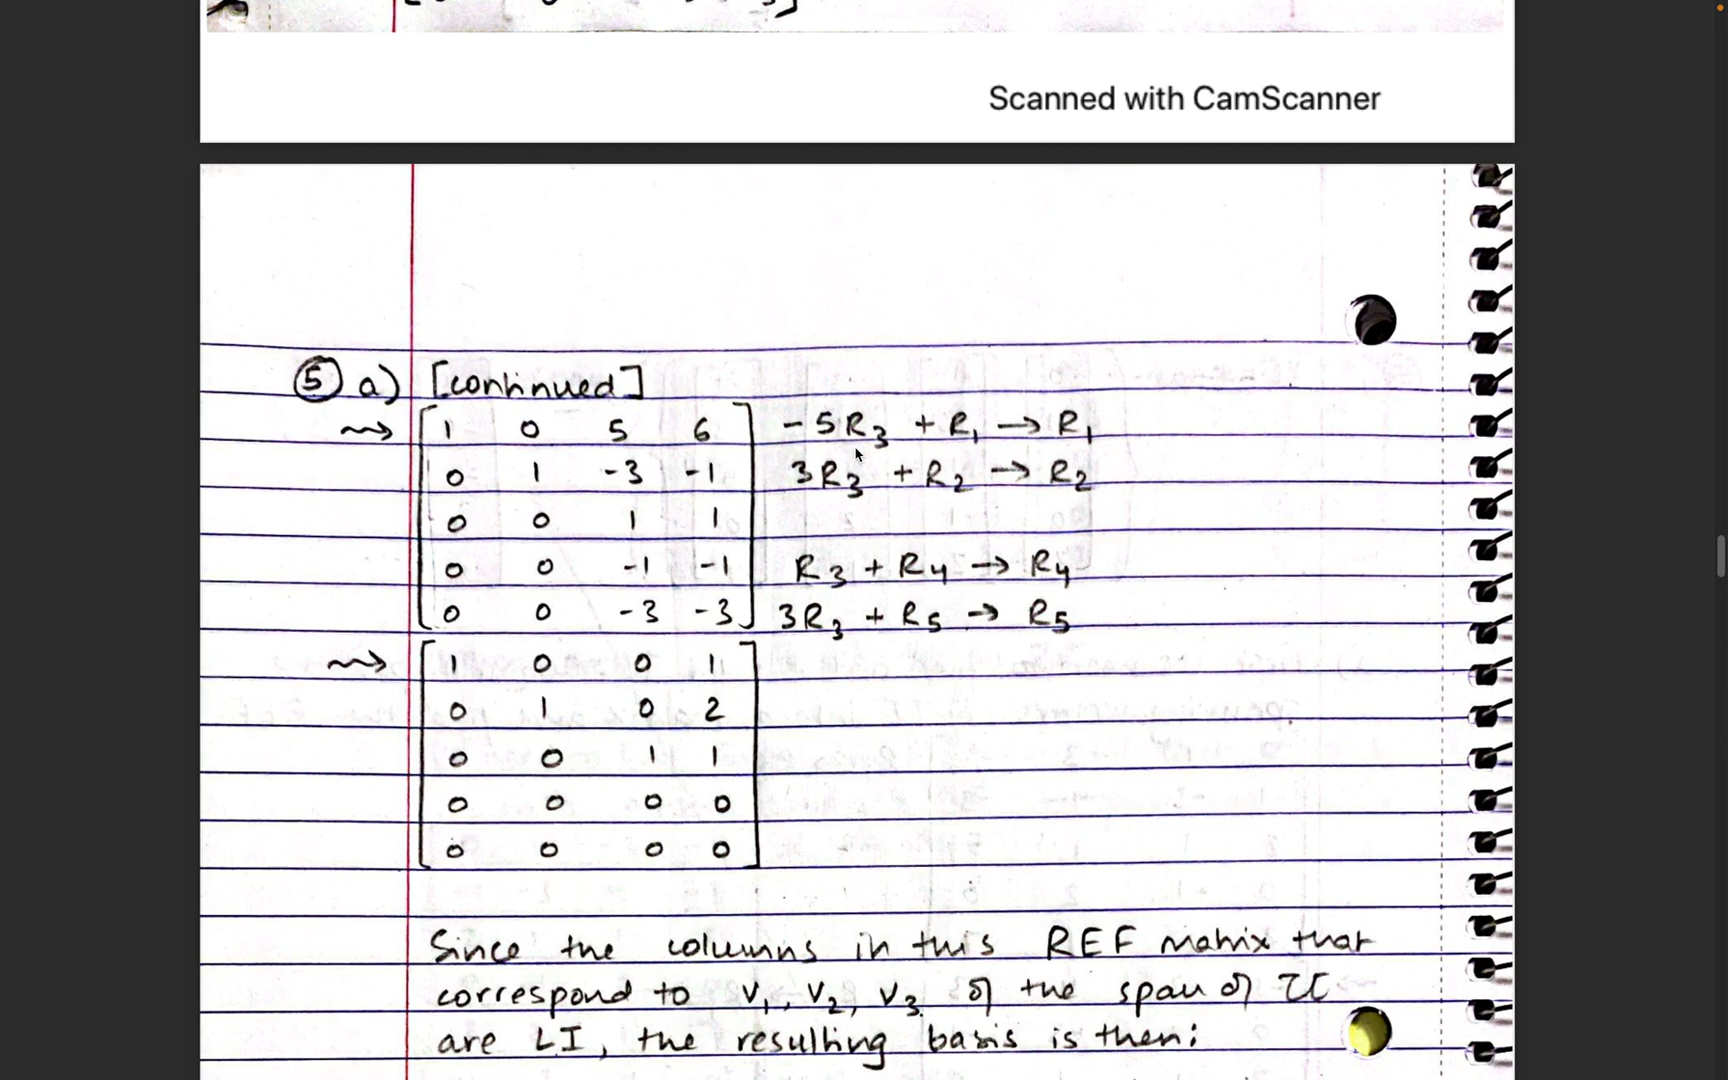 Scanned with CamScanner
⑤ a) [continued]
⇝ [ 1 0 5 6 ] -5R₃ + R₁ → R₁
0 1 -3 -1 3R₃ + R₂ → R₂
0 0 1 1
0 0 -1 -1 R₃ + R₄ → R₄
0 0 -3 -3 3R₃ + R₅ → R₅
⇝ [ 1 0 0 1 ]
0 1 0 2
0 0 1 1
0 0 0 0
0 0 0 0
Since the columns in this REF matrix that
correspond to v₁, v₂, v₃ of the span of U
are LI, the resulting basis is then: